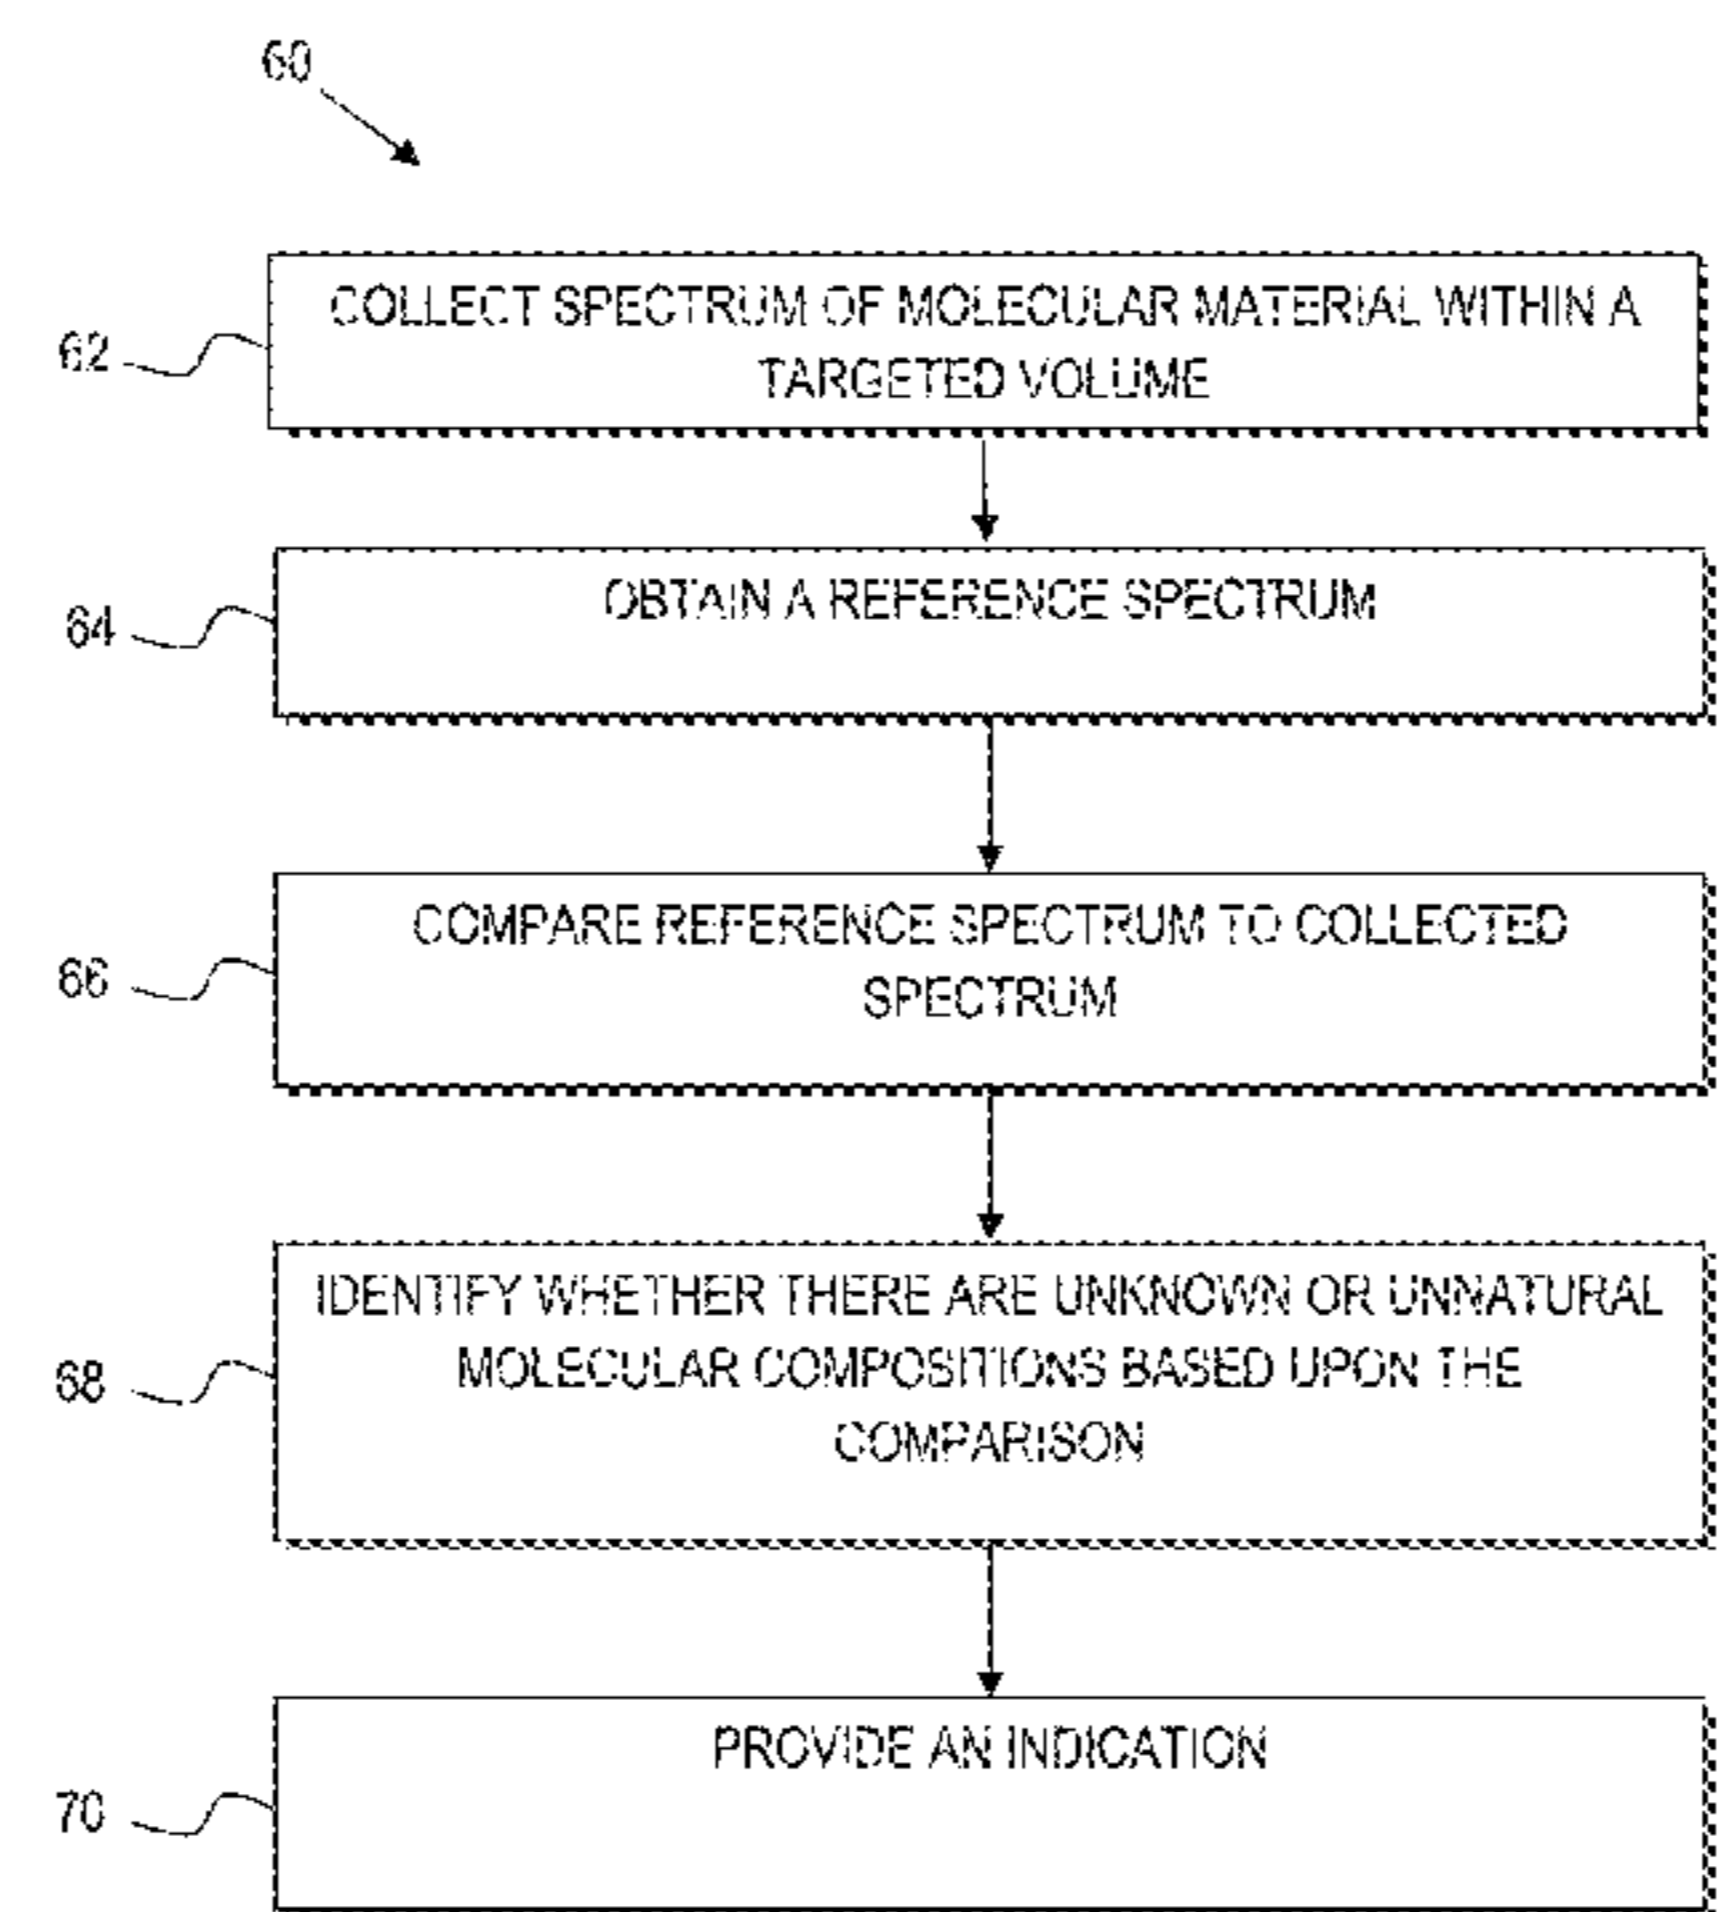 60
62
COLLECT SPECTRUM OF MOLECULAR MATERIAL WITHIN A
TARGETED VOLUME
64
OBTAIN A REFERENCE SPECTRUM
66
COMPARE REFERENCE SPECTRUM TO COLLECTED
SPECTRUM
68
IDENTIFY WHETHER THERE ARE UNKNOWN OR UNNATURAL
MOLECULAR COMPOSITIONS BASED UPON THE
COMPARISON
70
PROVIDE AN INDICATION